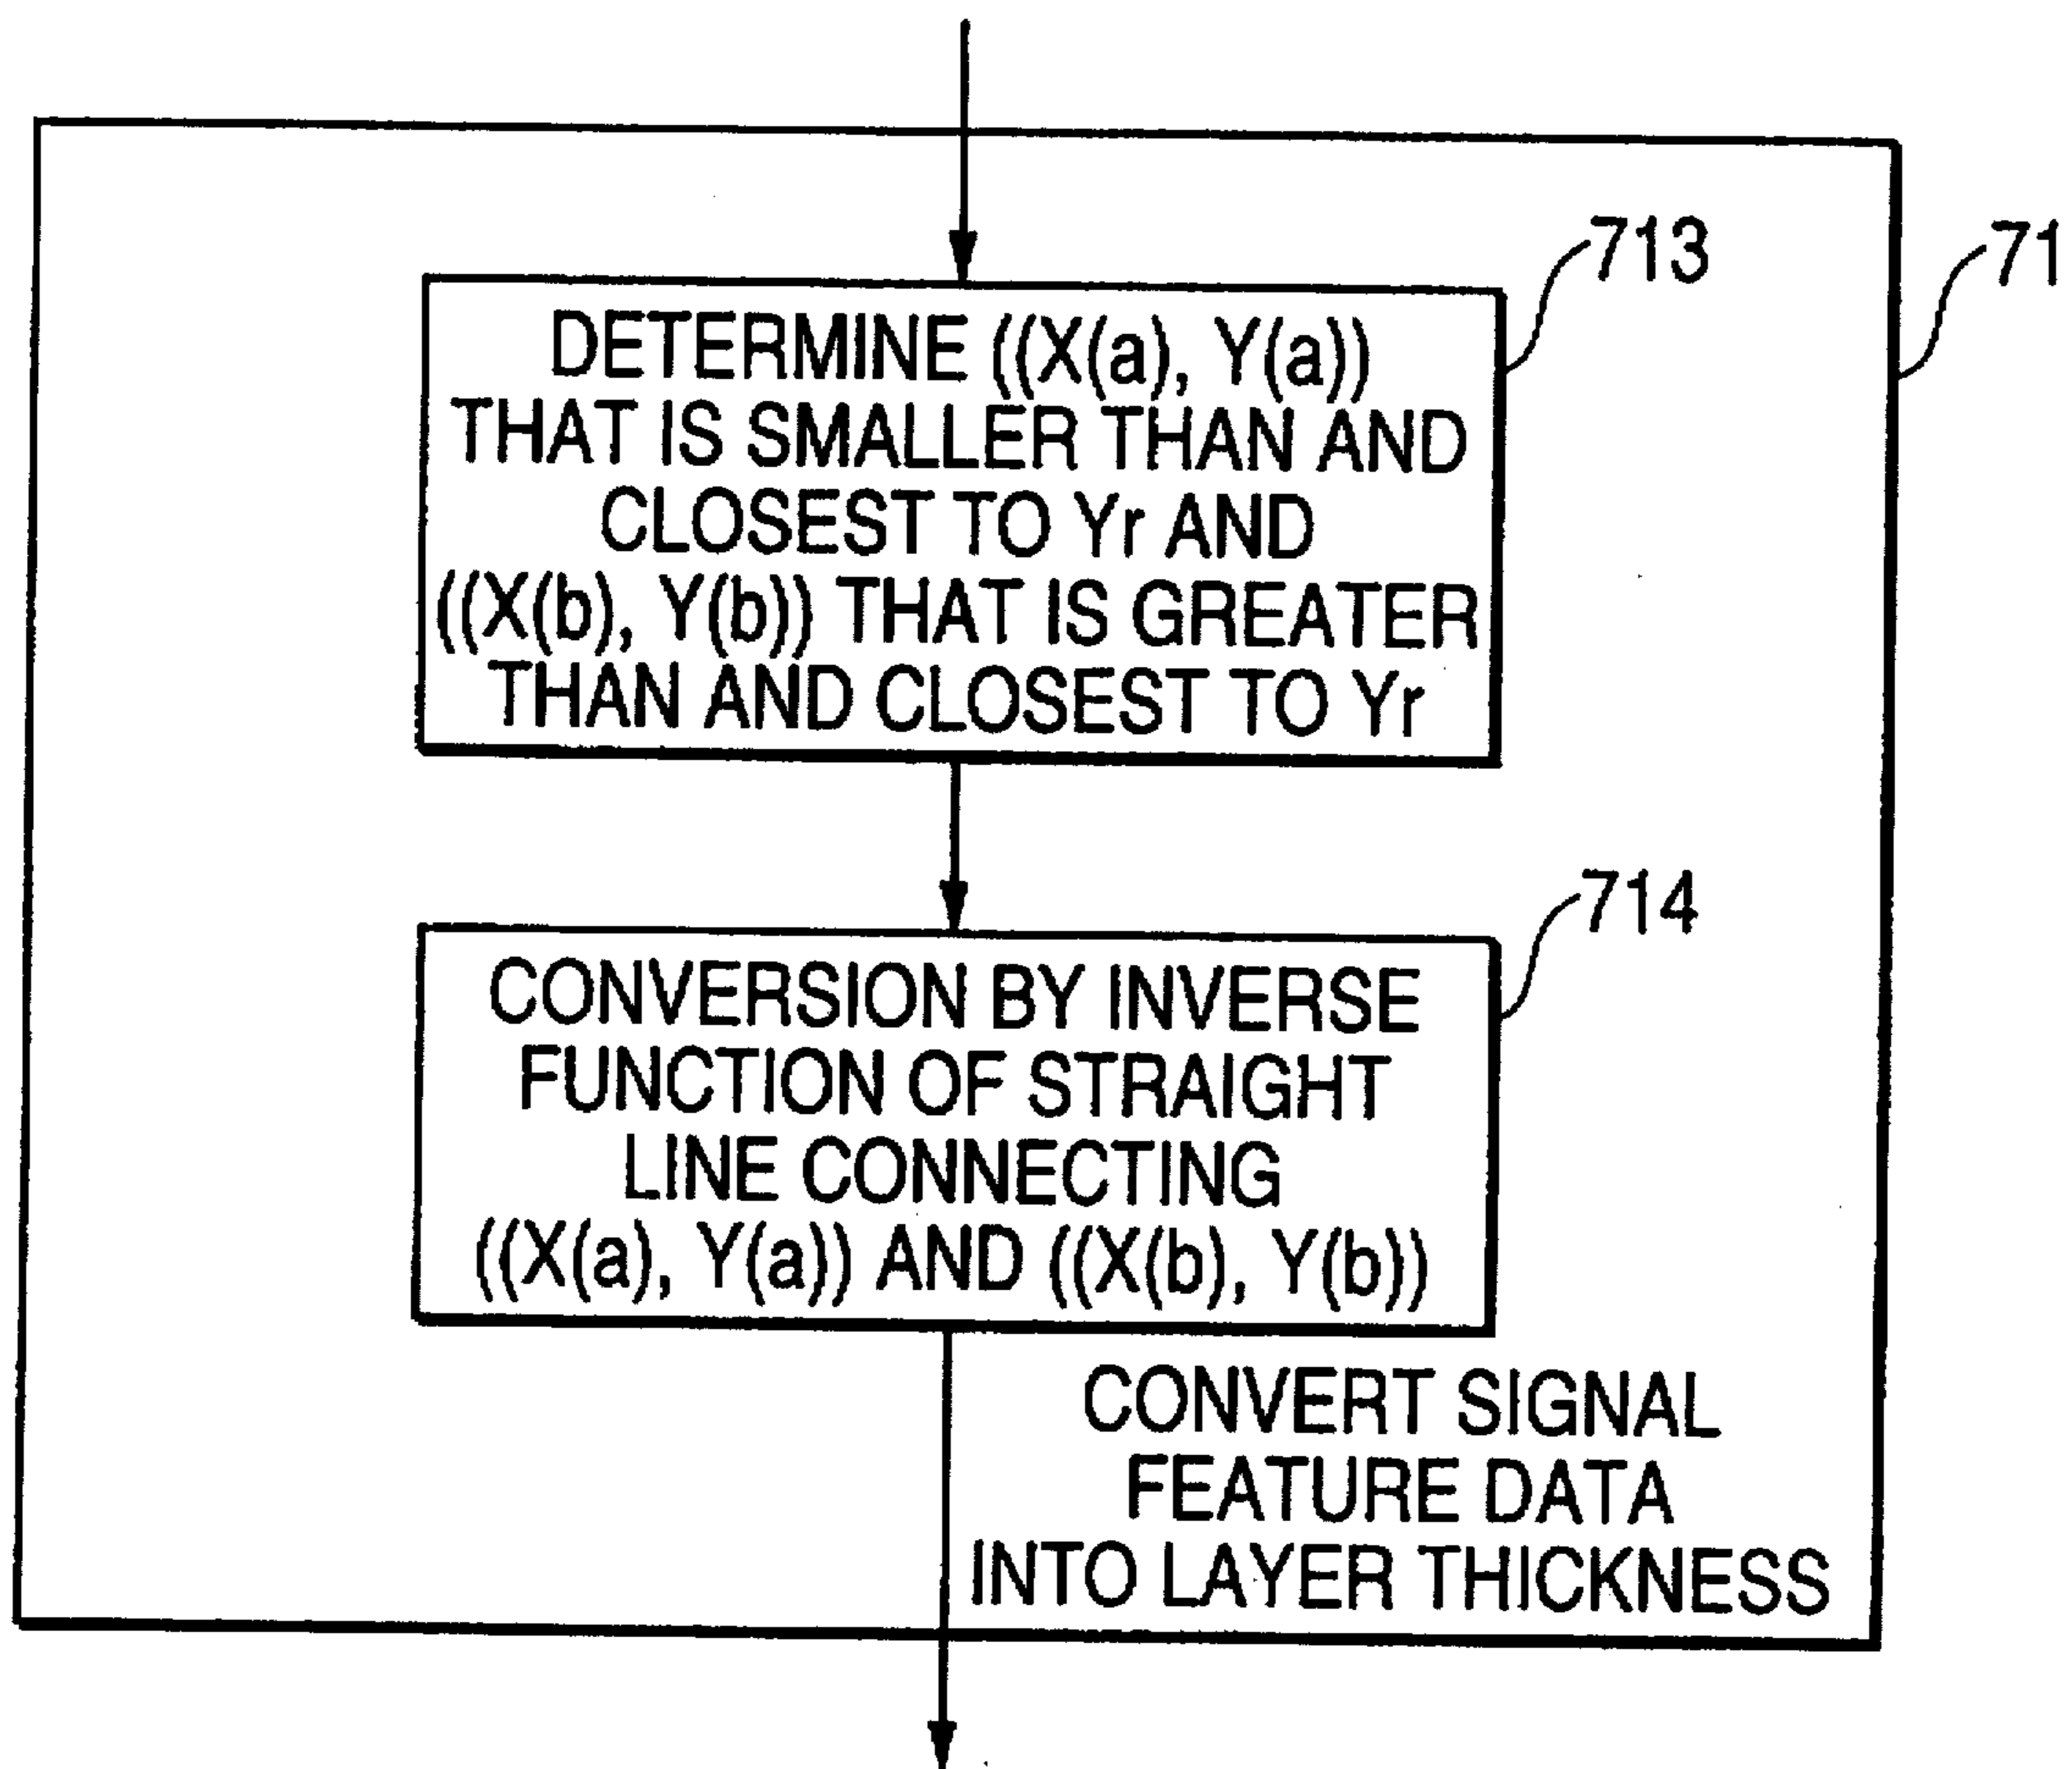 713
71
DETERMINE ((X(a), Y(a))
THAT IS SMALLER THAN AND
CLOSEST TO Yr AND
((X(b), Y(b)) THAT IS GREATER
THAN AND CLOSEST TO Yr
714
CONVERSION BY INVERSE
FUNCTION OF STRAIGHT
LINE CONNECTING
((X(a), Y(a)) AND ((X(b), Y(b))
CONVERT SIGNAL
FEATURE DATA
INTO LAYER THICKNESS